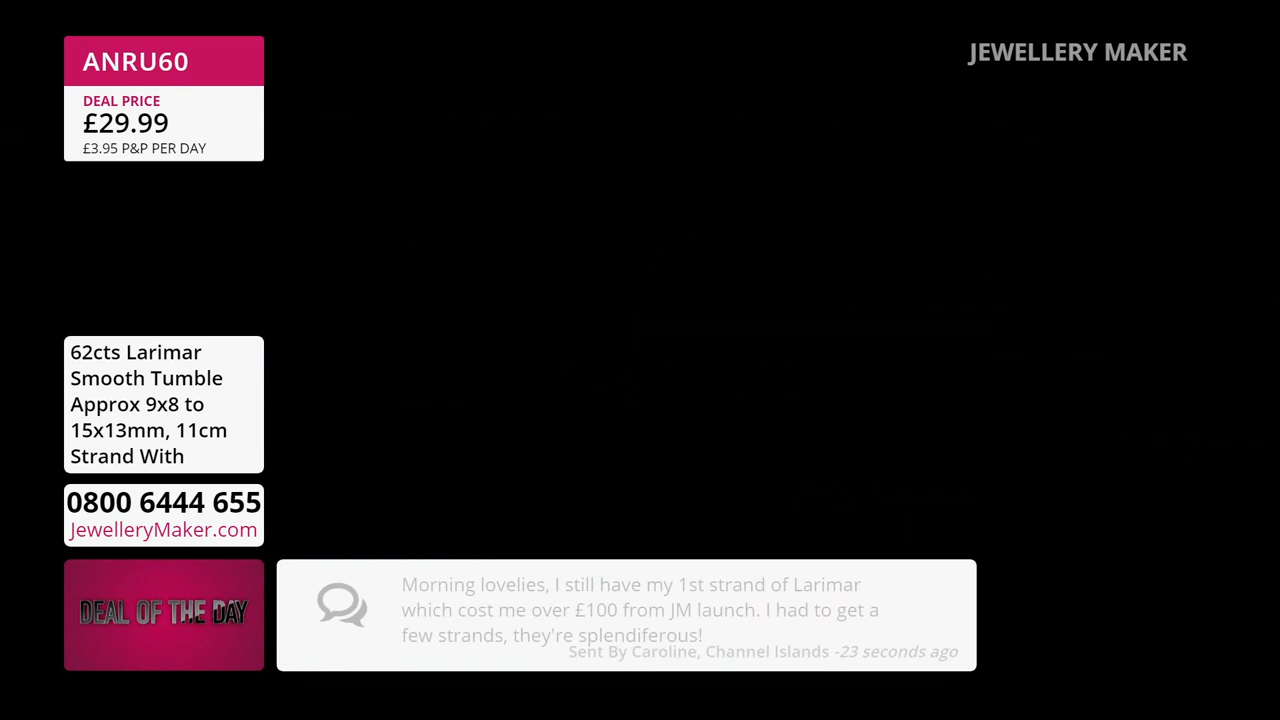 ANRU60
JEWELLERY MAKER
DEAL PRICE
£29.99
£3.95 P&P PER DAY
62cts Larimar
Smooth Tumble
Approx 9x8 to
15x13mm, 11cm
Strand With
0800 6444 655
JewelleryMaker.com
DEAL OF THE DAY
Morning lovelies, I still have my 1st strand of Larimar
which cost me over £100 from JM launch. I had to get a
few strands, they're splendiferous!
Sent By Caroline, Channel Islands -23 seconds ago